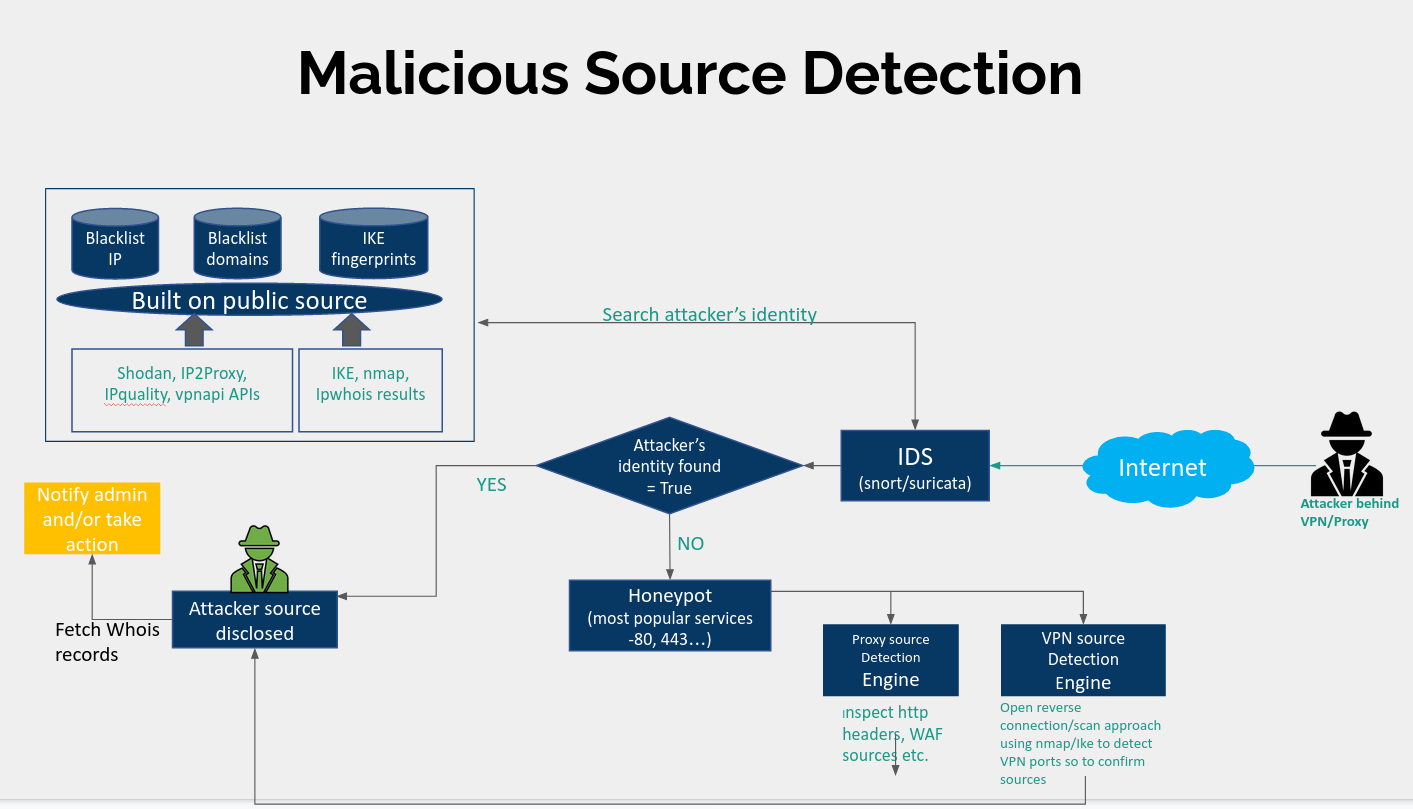 Malicious Source Detection
Blacklist
IP
Blacklist
domains
IKE
fingerprints
Built on public source
Shodan, IP2Proxy,
IPquality, vpnapi APIs
IKE, nmap,
Ipwhois results
Search attacker’s identity
Attacker’s
identity found
= True
IDS
(snort/suricata)
Internet
Attacker behind
VPN/Proxy
YES
NO
Notify admin
and/or take
action
Attacker source
disclosed
Fetch Whois
records
Honeypot
(most popular services
-80, 443…)
Proxy source
Detection
Engine
VPN source
Detection
Engine
inspect http
headers, WAF
sources etc.
Open reverse
connection/scan approach
using nmap/Ike to detect
VPN ports so to confirm
sources